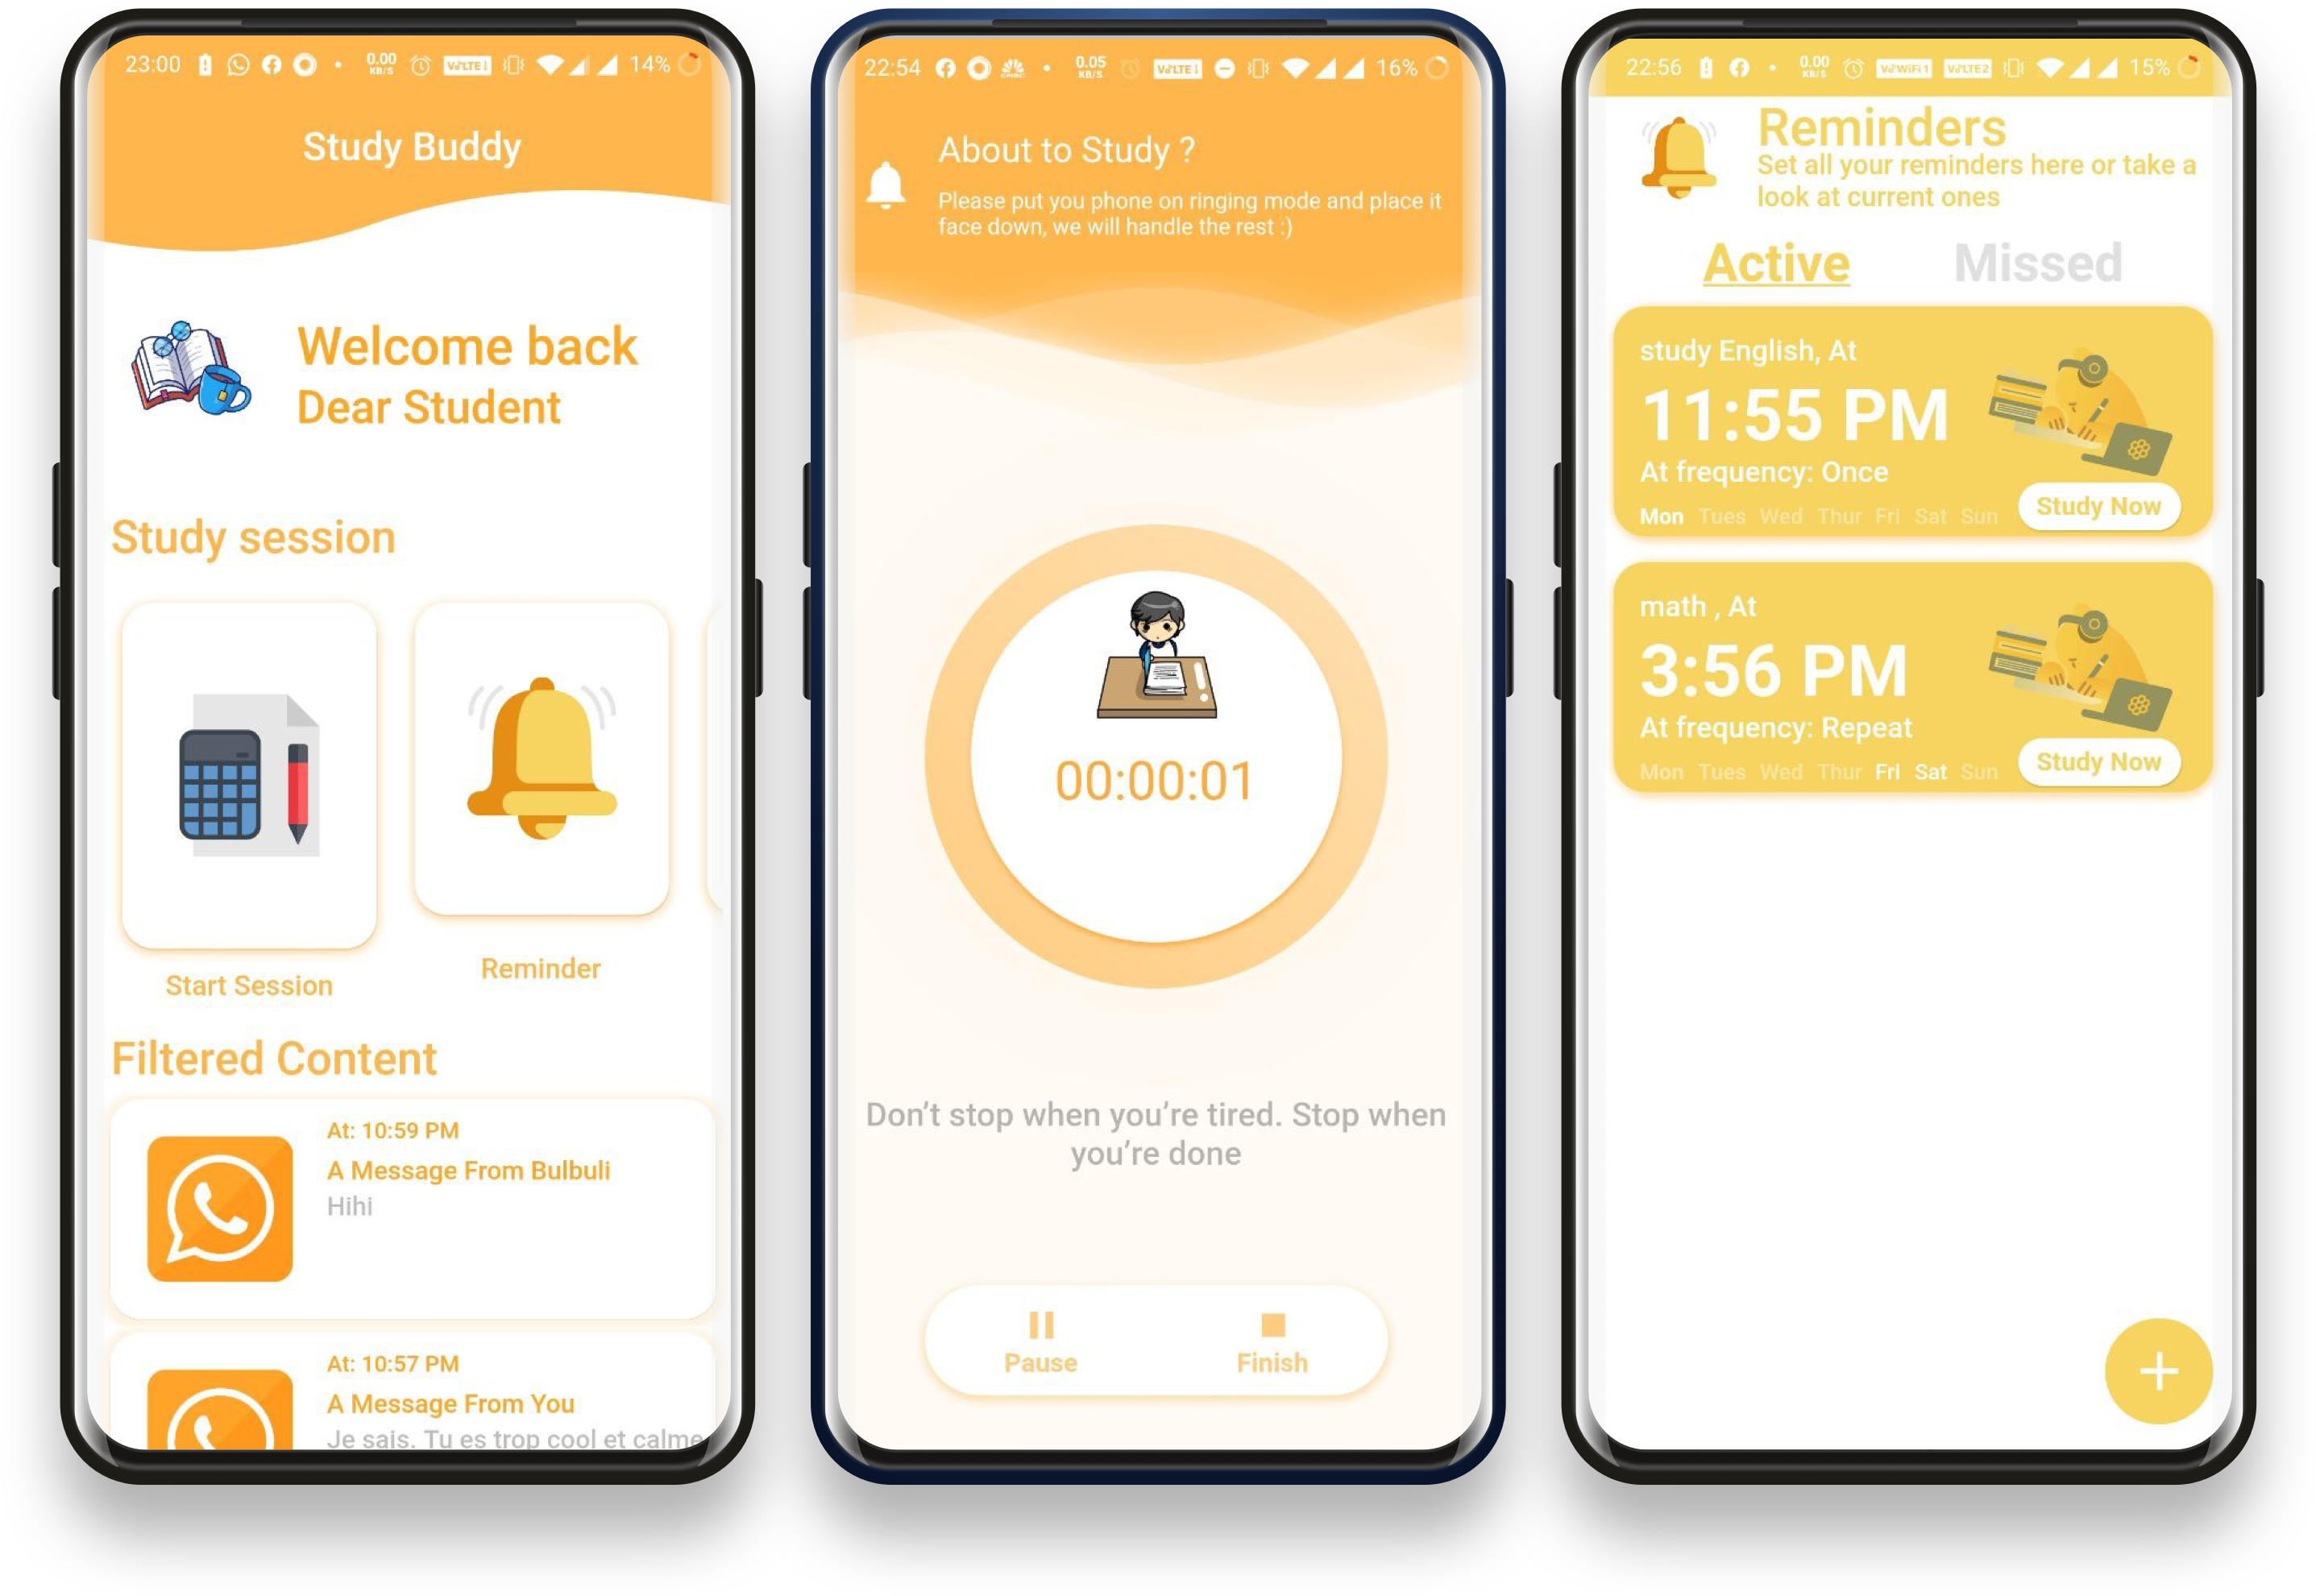 23:00 0.00 KB/S VoLTE 14%
Study Buddy
Welcome back
Dear Student
Study session
Start Session
Reminder
Filtered Content
At: 10:59 PM
A Message From Bulbuli
Hihi
At: 10:57 PM
A Message From You
Je sais. Tu es trop cool et calme
22:54 0.05 KB/S VoLTE 16%
About to Study ?
Please put you phone on ringing mode and place it
face down, we will handle the rest :)
00:00:01
Don't stop when you're tired. Stop when
you're done
Pause
Finish
22:56 0.00 KB/S VoWiFi1 VoLTE2 15%
Reminders
Set all your reminders here or take a
look at current ones
Active Missed
study English, At
11:55 PM
At frequency: Once
Mon Tues Wed Thur Fri Sat Sun
Study Now
math , At
3:56 PM
At frequency: Repeat
Mon Tues Wed Thur Fri Sat Sun
Study Now